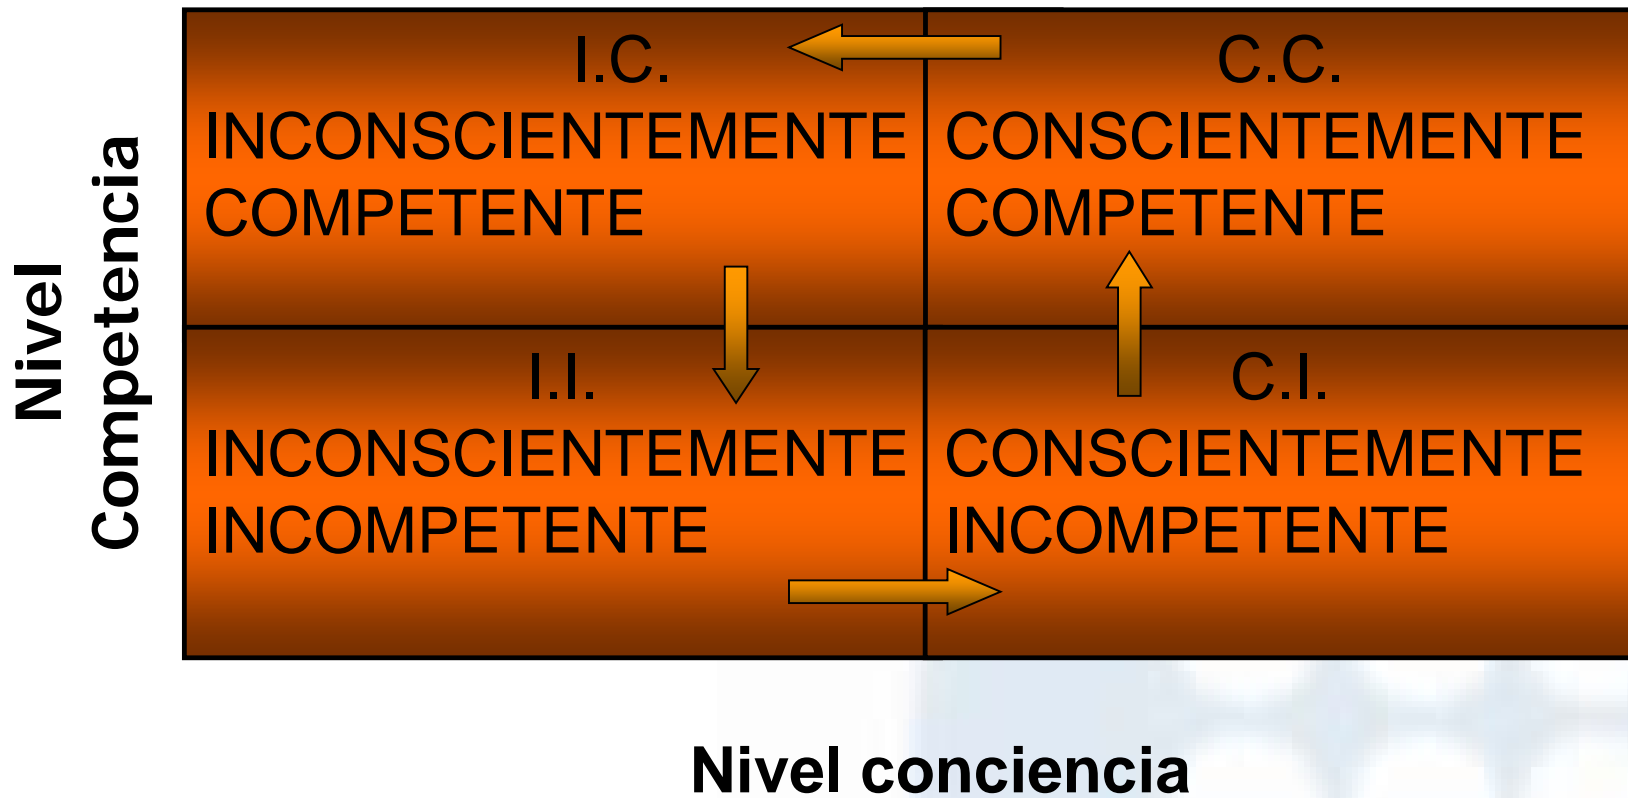 Nivel
Competencia
I.C.
INCONSCIENTEMENTE
COMPETENTE
C.C.
CONSCIENTEMENTE
COMPETENTE
I.I.
INCONSCIENTEMENTE
INCOMPETENTE
C.I.
CONSCIENTEMENTE
INCOMPETENTE
Nivel conciencia